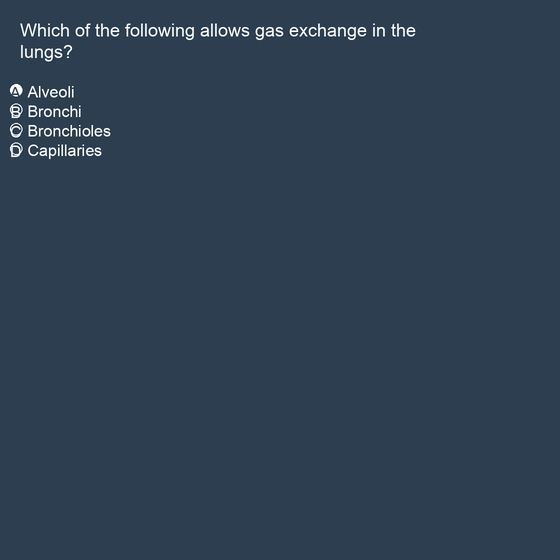 Which of the following allows gas exchange in the
lungs?
A Alveoli
B Bronchi
C Bronchioles
D Capillaries